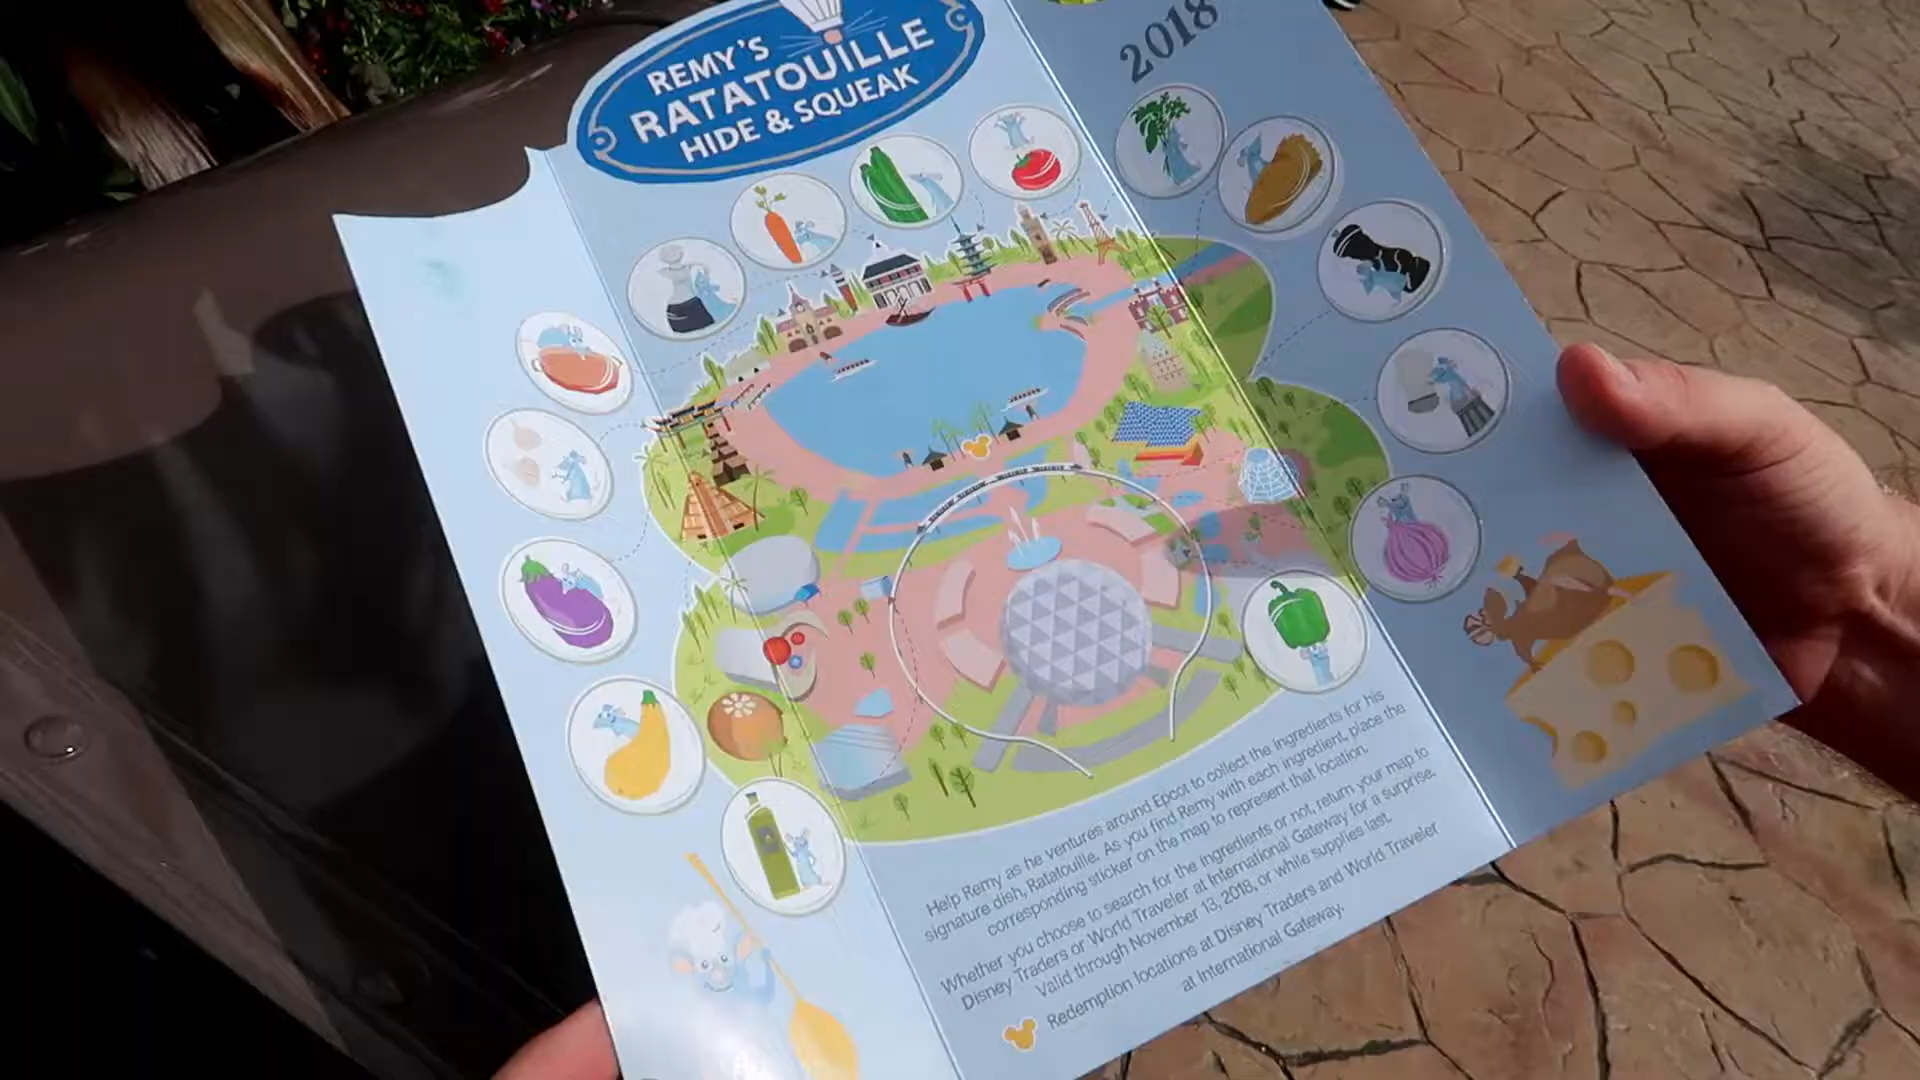 REMY'S
RATATOUILLE
HIDE & SQUEAK
2018
Help Remy as he ventures around Epcot to collect the ingredients for his
signature dish, Ratatouille. As you find Remy with each ingredient, place the
corresponding sticker on the map to represent that location.
Whether you choose to search for the ingredients or not, return your map to
Disney Traders or World Traveler at International Gateway for a surprise.
Valid through November 13, 2018, or while supplies last.
Redemption locations at Disney Traders and World Traveler
at International Gateway.